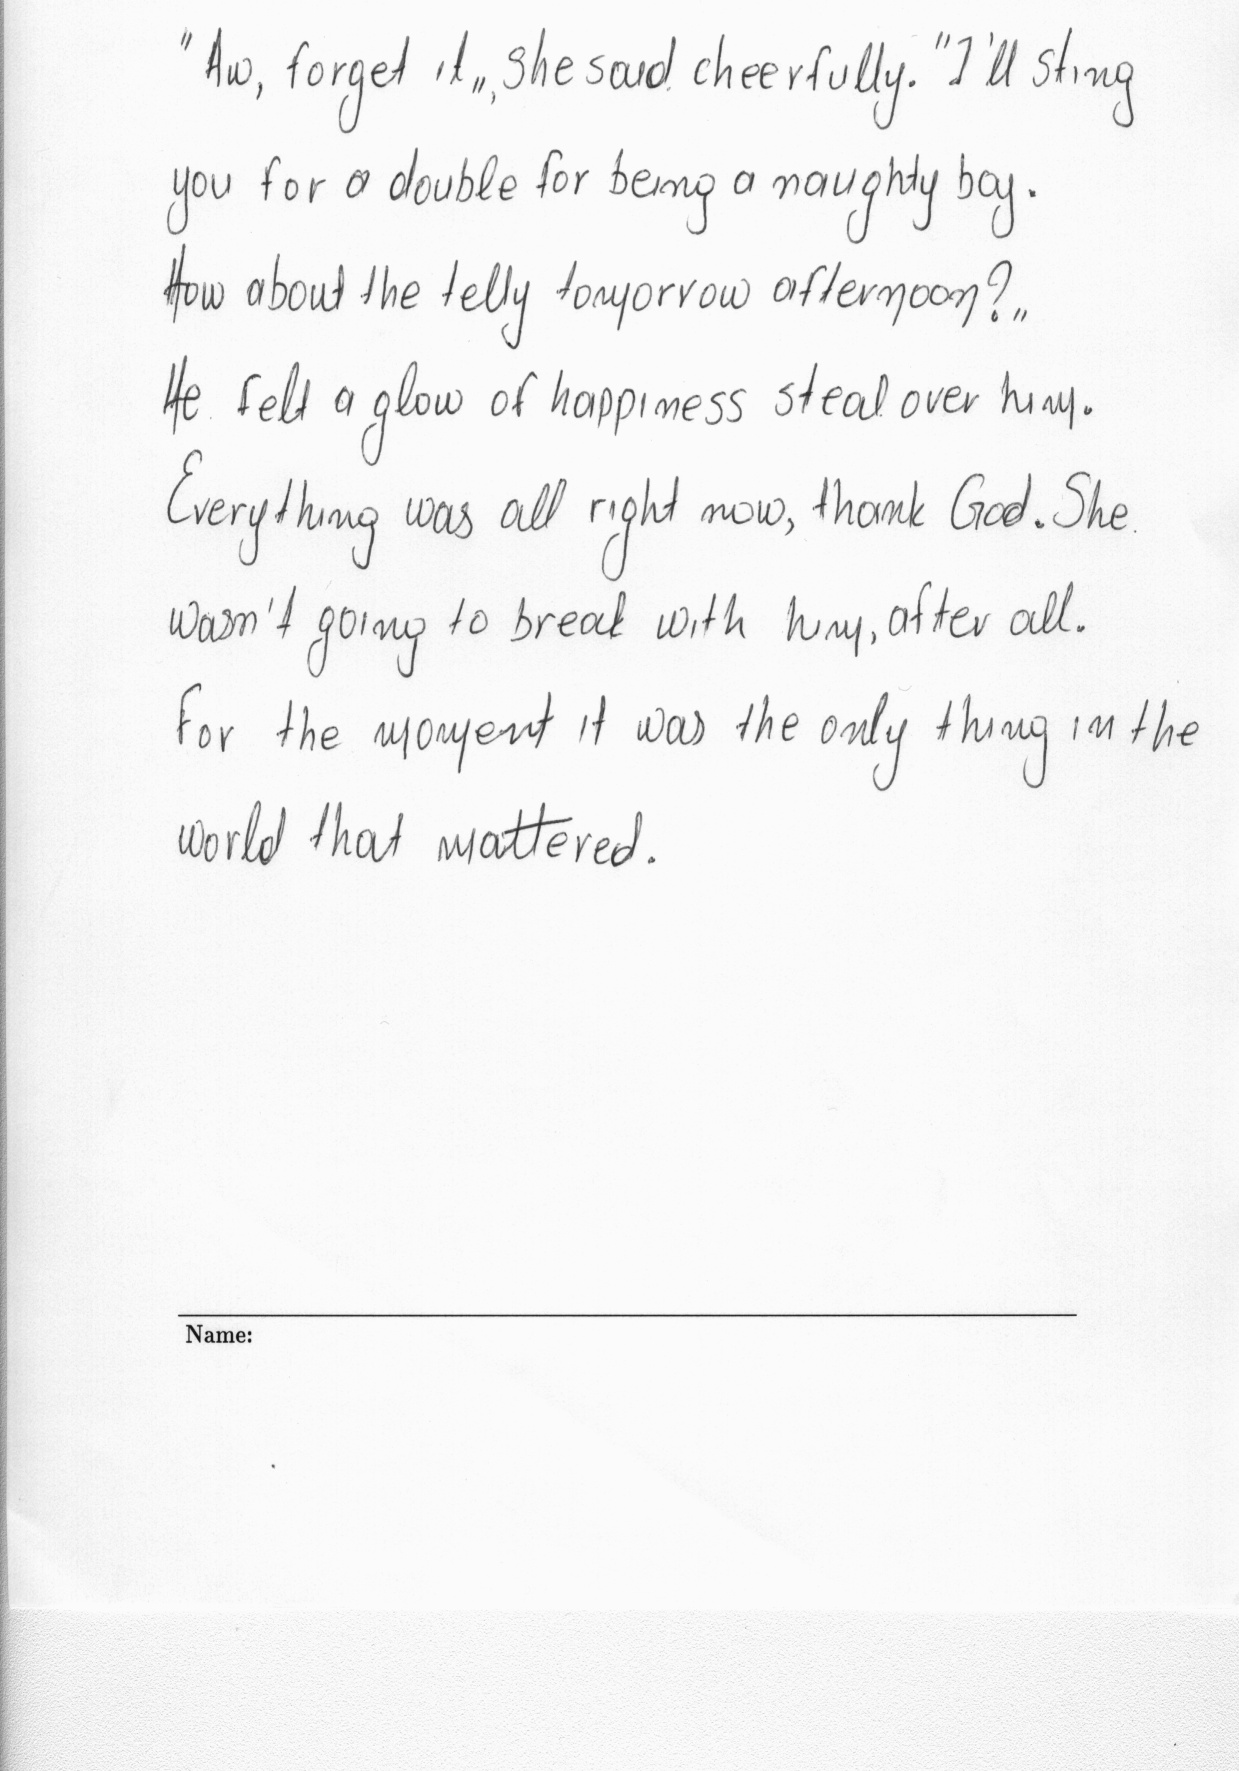 "Aw, forget it„, she said cheerfully. "I'll sting
you for a double for being a naughty boy.
How about the telly tomorrow afternoon?„
He felt a glow of happiness steal over him.
Everything was all right now, thank God. She
wasn't going to break with him, after all.
For the moment it was the only thing in the
world that mattered.
Name: